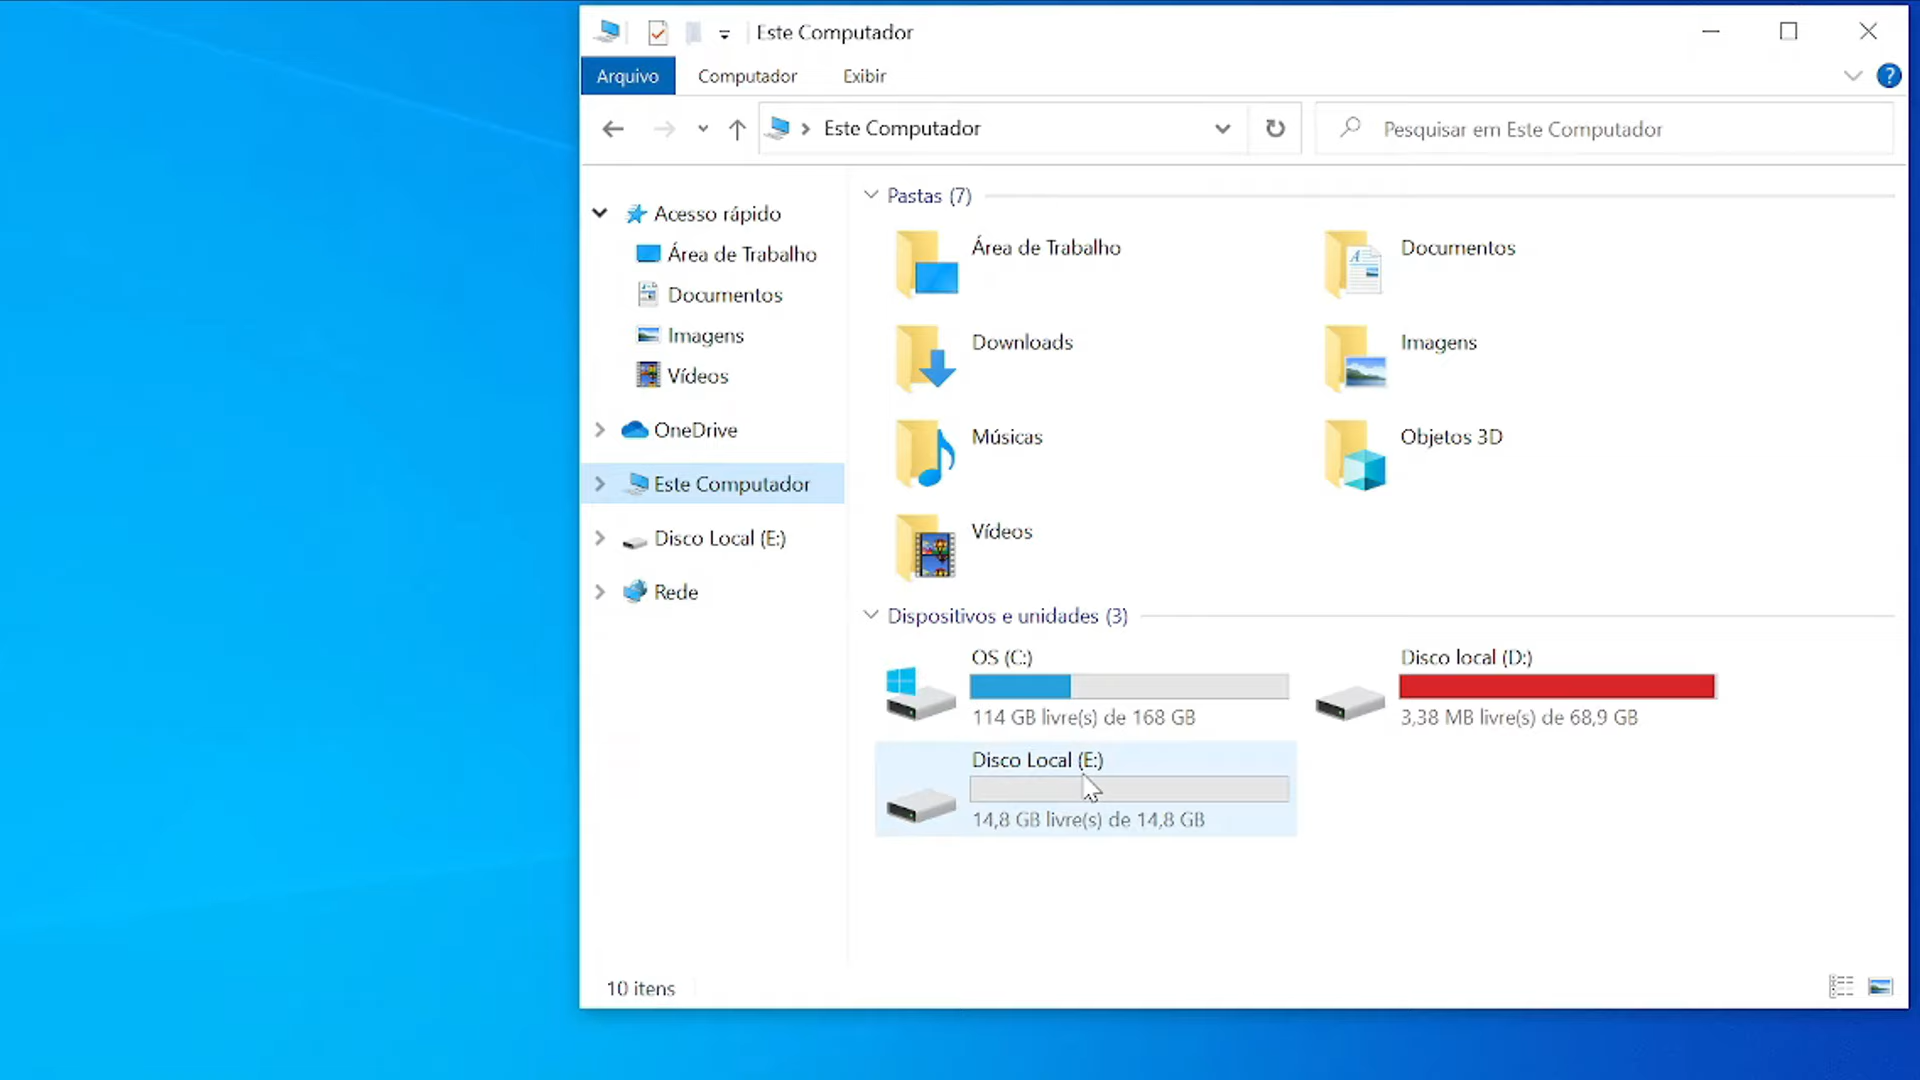 Este Computador
Arquivo Computador Exibir
Este Computador
Pesquisar em Este Computador
Acesso rápido
Área de Trabalho
Documentos
Imagens
Vídeos
OneDrive
Este Computador
Disco Local (E:)
Rede
Pastas (7)
Área de Trabalho
Documentos
Downloads
Imagens
Músicas
Objetos 3D
Vídeos
Dispositivos e unidades (3)
OS (C:)
114 GB livre(s) de 168 GB
Disco local (D:)
3,38 MB livre(s) de 68,9 GB
Disco Local (E:)
14,8 GB livre(s) de 14,8 GB
10 itens